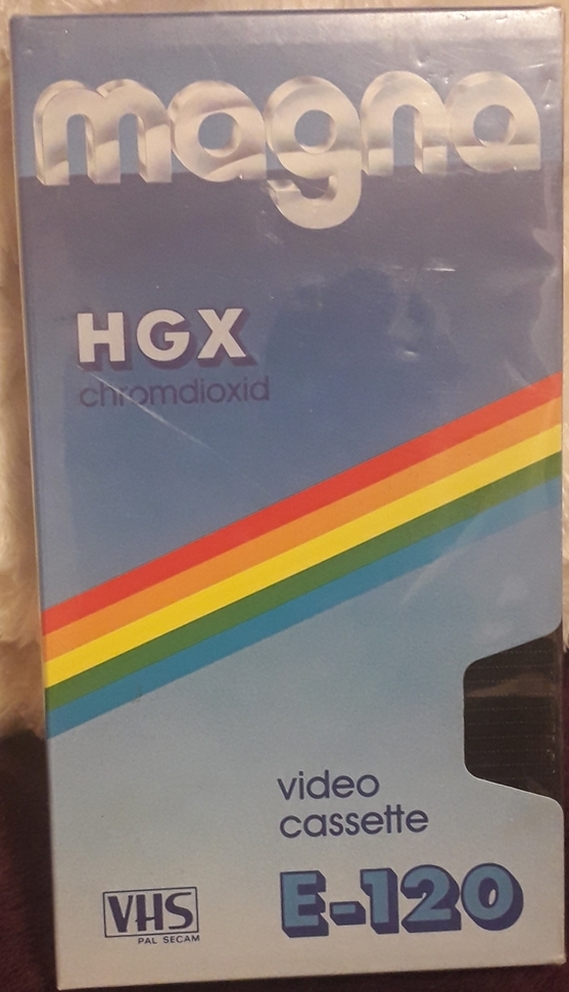 magna
HGX
chromdioxid
video
cassette
E-120
VHS
PAL SECAM